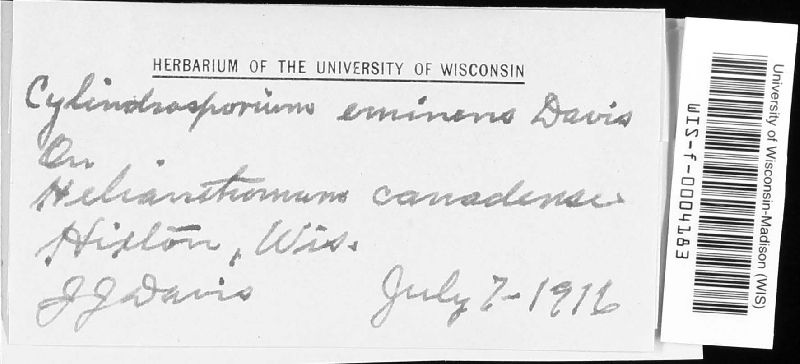 HERBARIUM OF THE UNIVERSITY OF WISCONSIN
Cylindrosporium eminens Davis
On
Helianthemum canadense
Hixton, Wis.
J J Davis July 7-1916
University of Wisconsin-Madison (WIS)
WIS-f-0004183